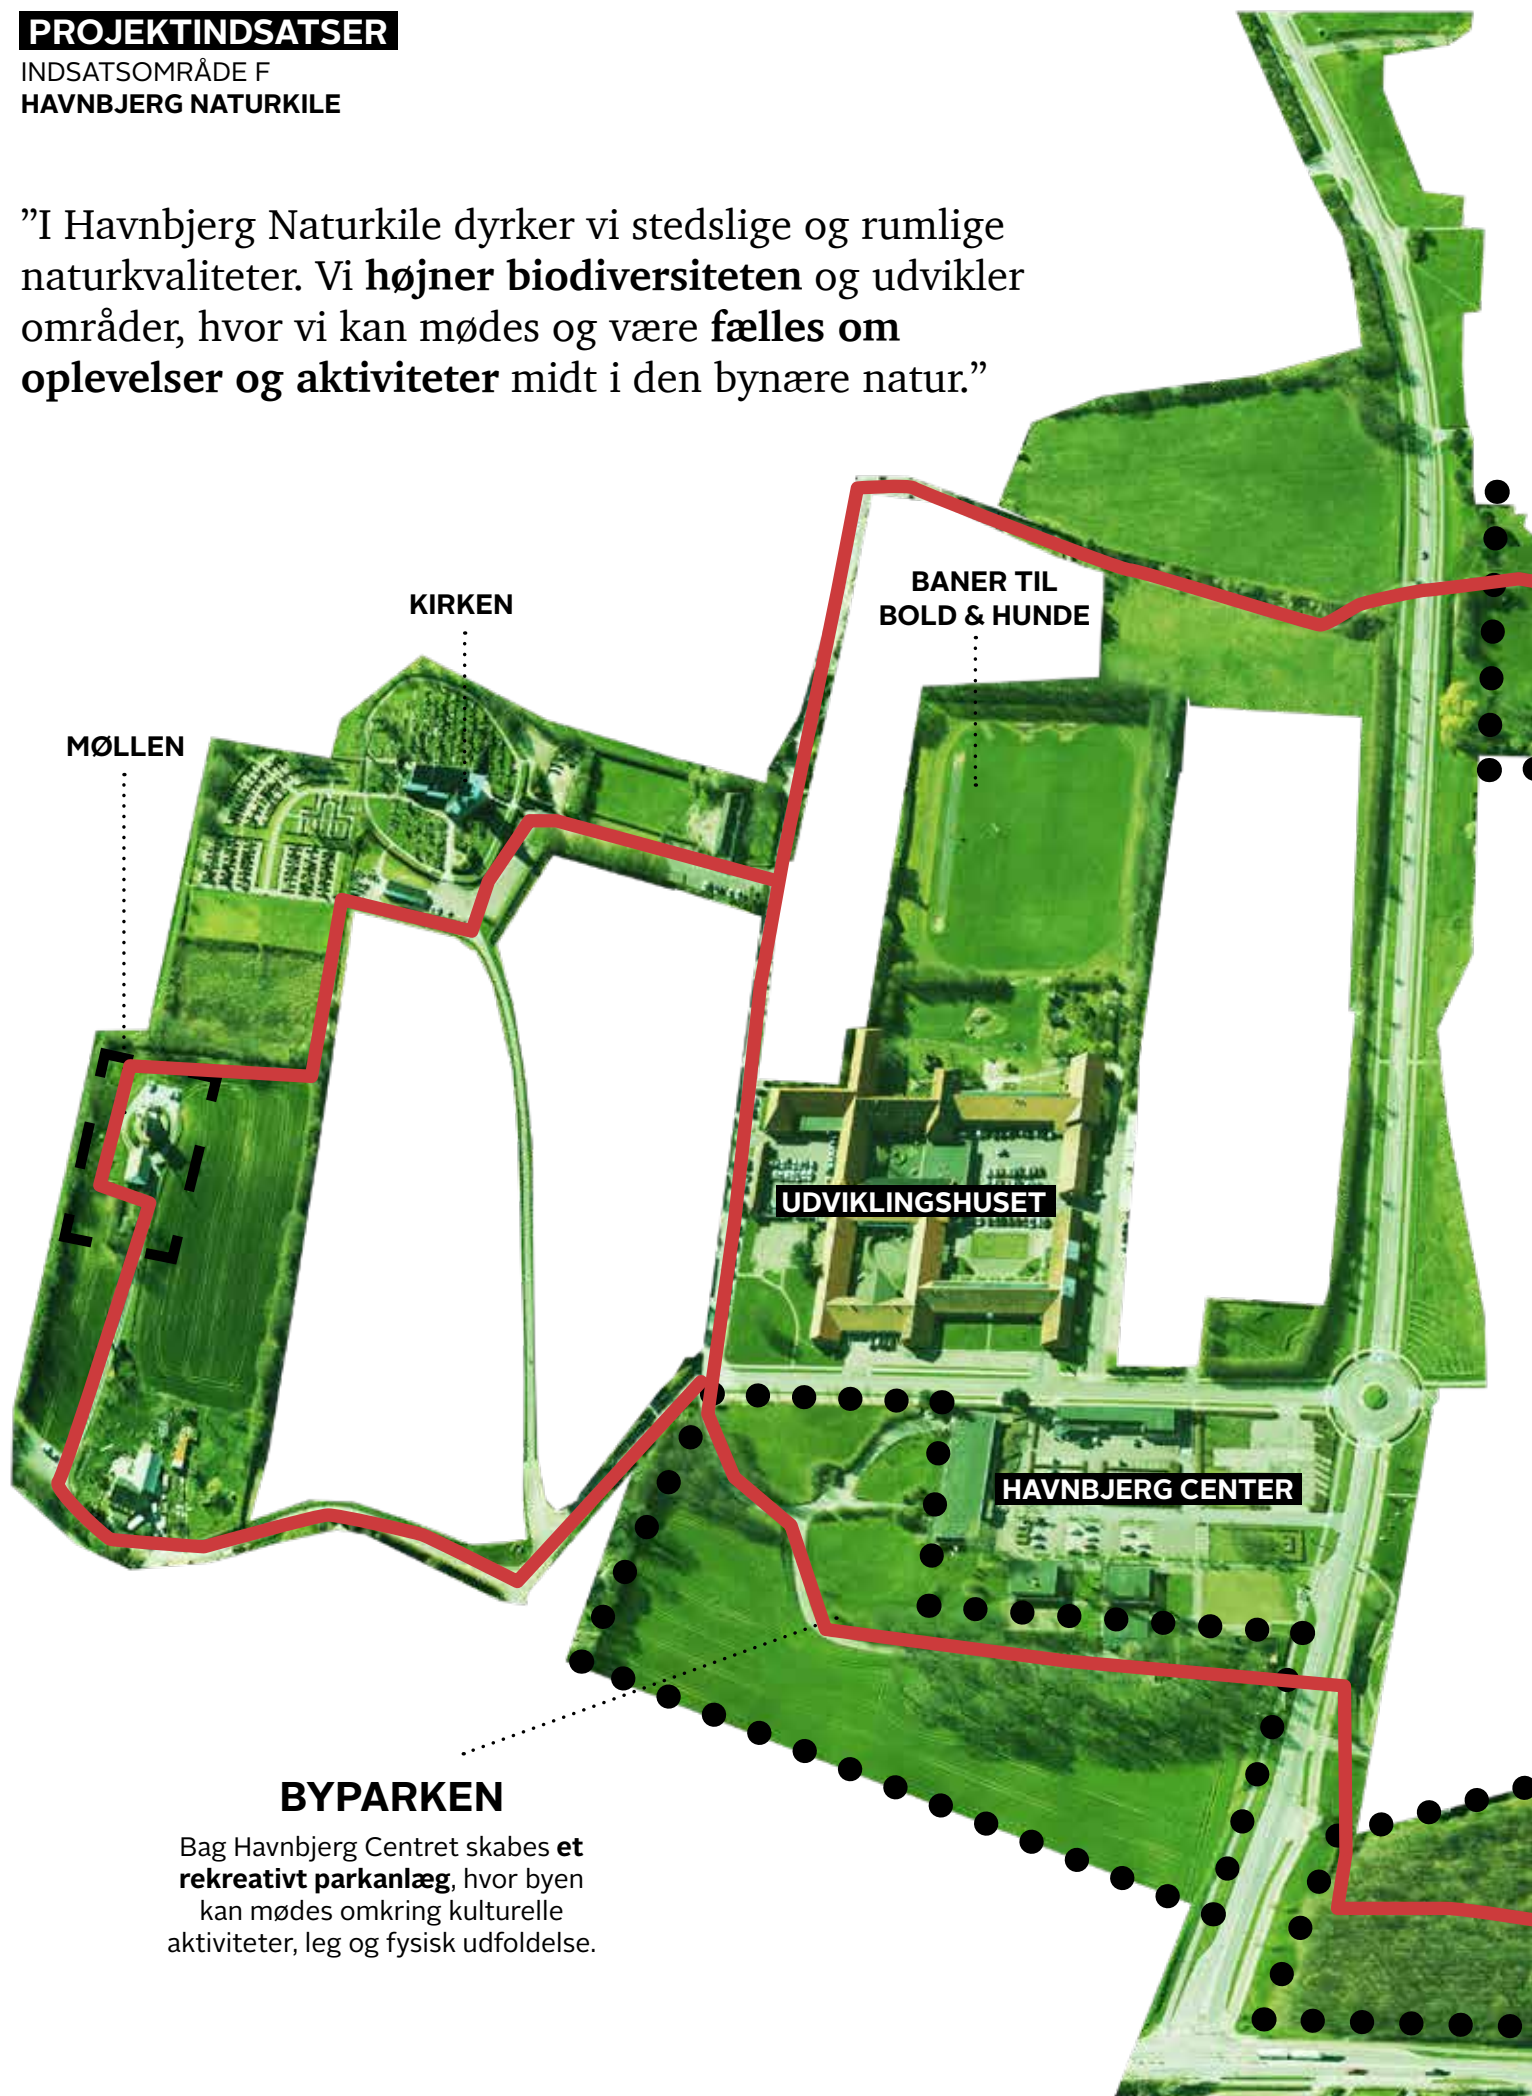 PROJEKTINDSATSER
INDSATSOMRÅDE F
HAVNBJERG NATURKILE
”I Havnbjerg Naturkile dyrker vi stedslige og rumlige
naturkvaliteter. Vi højner biodiversiteten og udvikler
områder, hvor vi kan mødes og være fælles om
oplevelser og aktiviteter midt i den bynære natur.”
BANER TIL
BOLD & HUNDE
KIRKEN
MØLLEN
UDVIKLINGSHUSET
HAVNBJERG CENTER
BYPARKEN
Bag Havnbjerg Centret skabes et
rekreativt parkanlæg, hvor byen
kan mødes omkring kulturelle
aktiviteter, leg og fysisk udfoldelse.